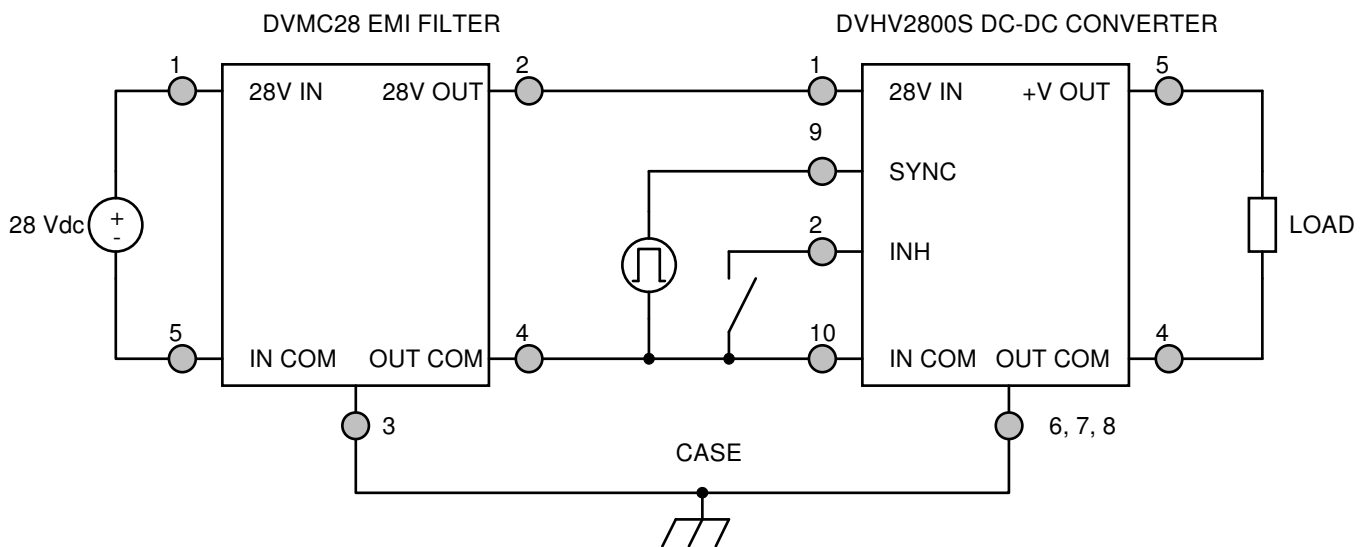 DVMC28 EMI FILTER
DVHV2800S DC-DC CONVERTER
1
2
1
5
28V IN
28V OUT
28V IN
+V OUT
9
SYNC
28 Vdc
+
-
2
INH
LOAD
5
4
10
4
IN COM
OUT COM
IN COM
OUT COM
3
6, 7, 8
CASE